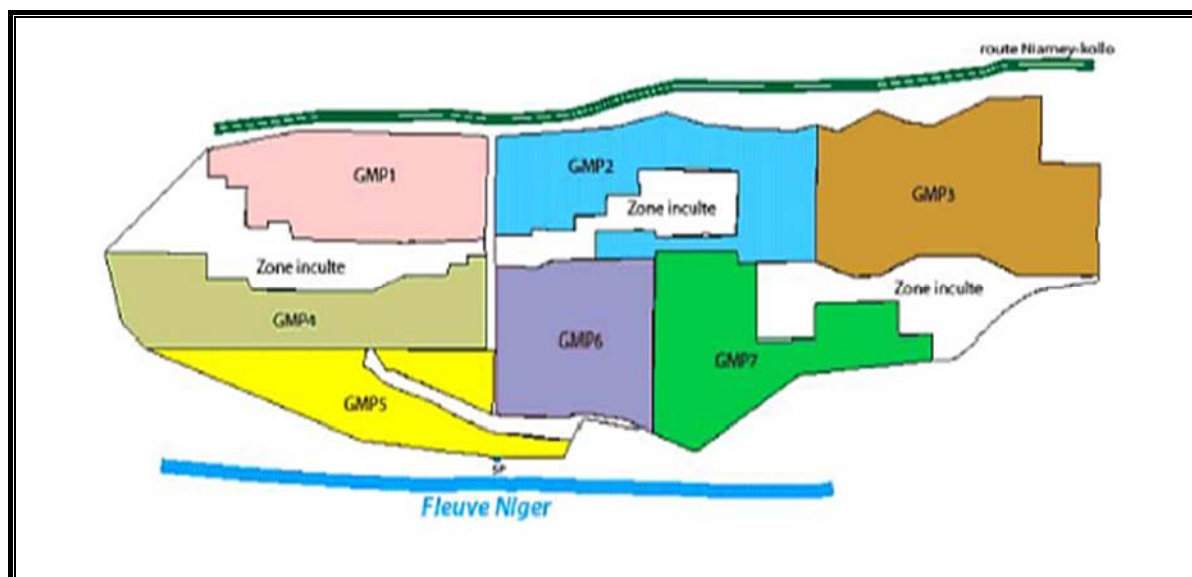 route Niamey-kollo
GMP1
GMP2
GMP3
Zone inculte
Zone inculte
Zone inculte
GMP4
GMP6
GMP7
GMP5
SP
Fleuve Niger